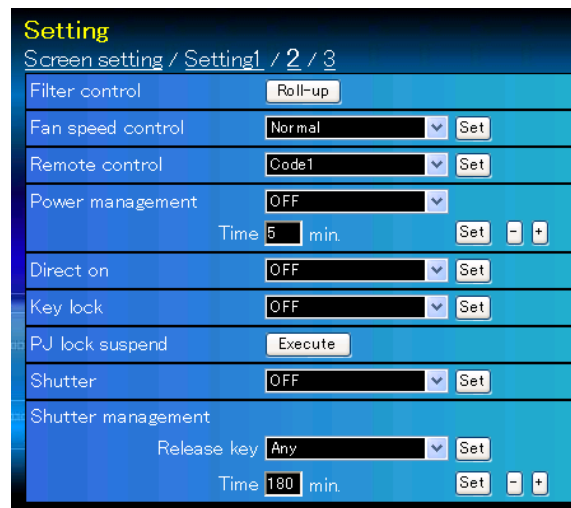 Setting
Screen setting / Setting1 / 2 / 3
Filter control Roll-up
Fan speed control Normal Set
Remote control Code1 Set
Power management OFF
Time 5 min. Set - +
Direct on OFF Set
Key lock OFF Set
PJ lock suspend Execute
Shutter OFF Set
Shutter management
Release key Any Set
Time 180 min. Set - +